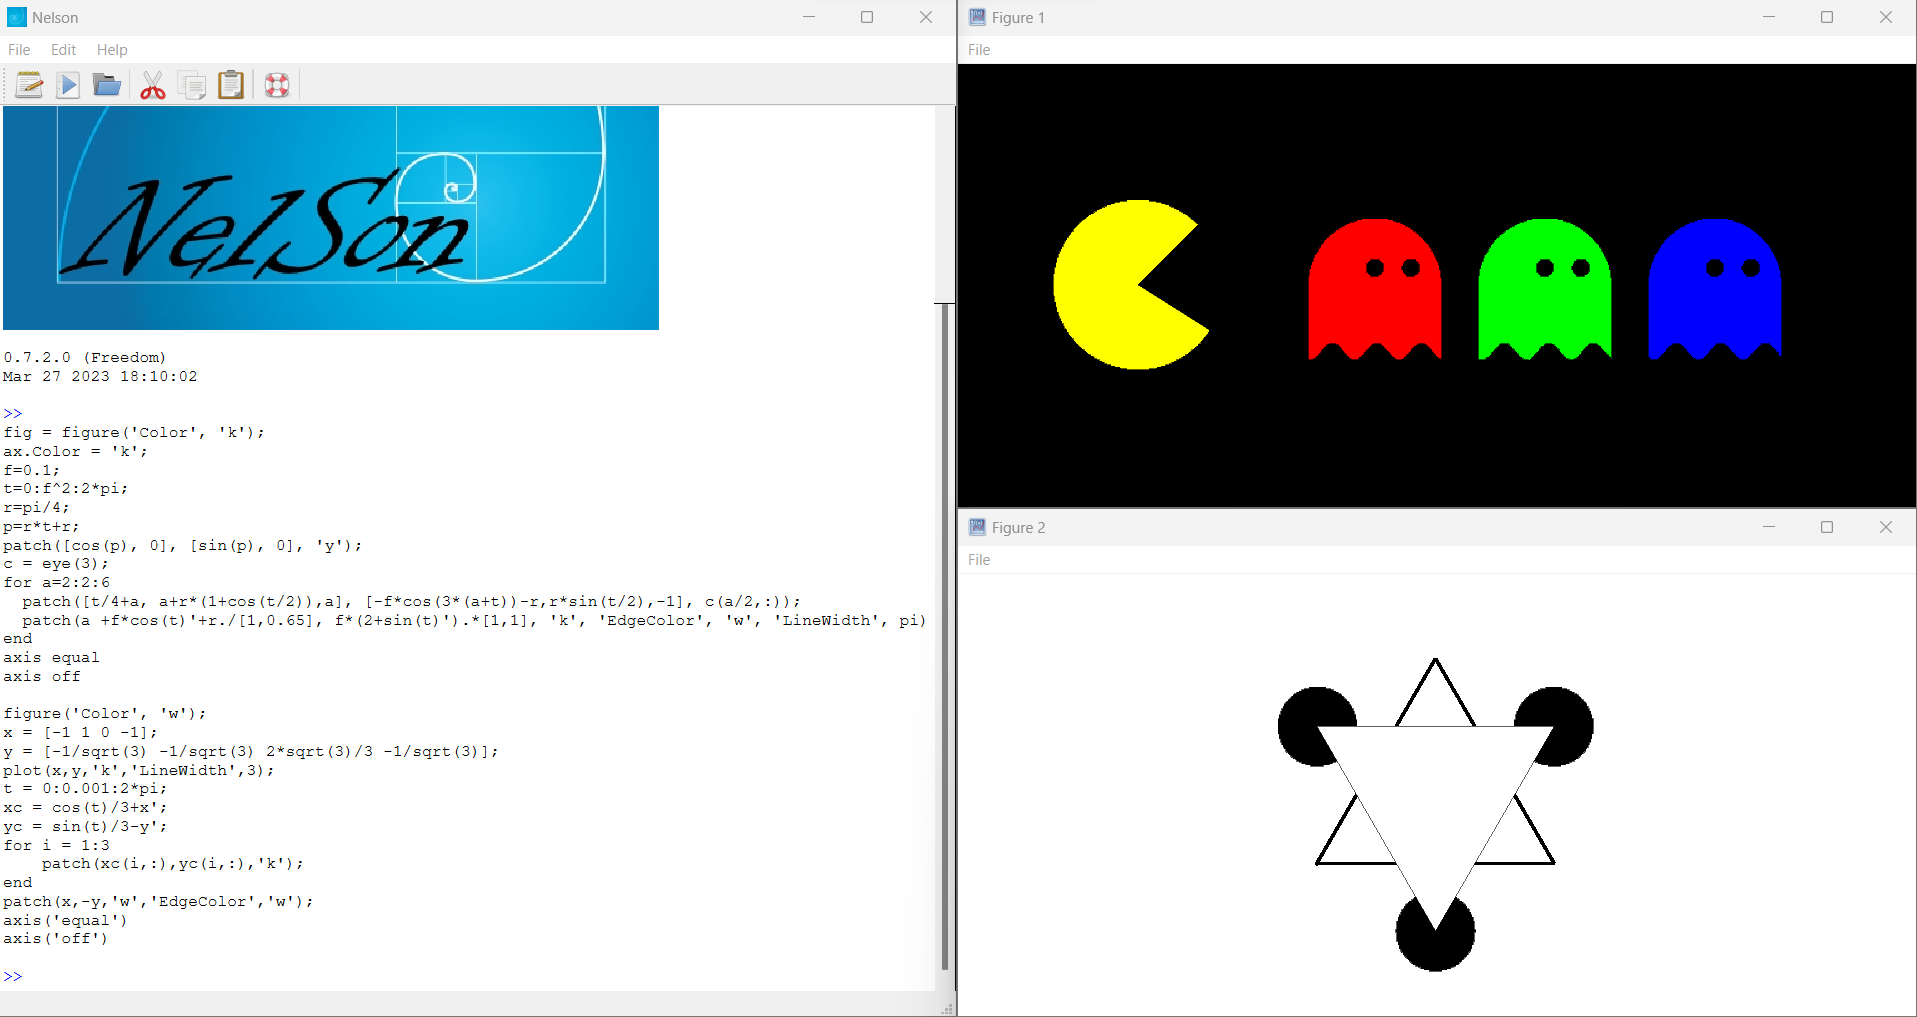 Nelson
File Edit Help
NelSon
0.7.2.0 (Freedom)
Mar 27 2023 18:10:02
>>
fig = figure('Color', 'k');
ax.Color = 'k';
f=0.1;
t=0:f^2:2*pi;
r=pi/4;
p=r*t+r;
patch([cos(p), 0], [sin(p), 0], 'y');
c = eye(3);
for a=2:2:6
  patch([t/4+a, a+r*(1+cos(t/2)),a], [-f*cos(3*(a+t))-r,r*sin(t/2),-1], c(a/2,:));
  patch(a +f*cos(t)'+r./[1,0.65], f*(2+sin(t)').*[1,1], 'k', 'EdgeColor', 'w', 'LineWidth', pi)
end
axis equal
axis off
figure('Color', 'w');
x = [-1 1 0 -1];
y = [-1/sqrt(3) -1/sqrt(3) 2*sqrt(3)/3 -1/sqrt(3)];
plot(x,y,'k','LineWidth',3);
t = 0:0.001:2*pi;
xc = cos(t)/3+x';
yc = sin(t)/3-y';
for i = 1:3
    patch(xc(i,:),yc(i,:),'k');
end
patch(x,-y,'w','EdgeColor','w');
axis('equal')
axis('off')
>>
Figure 1
File
Figure 2
File